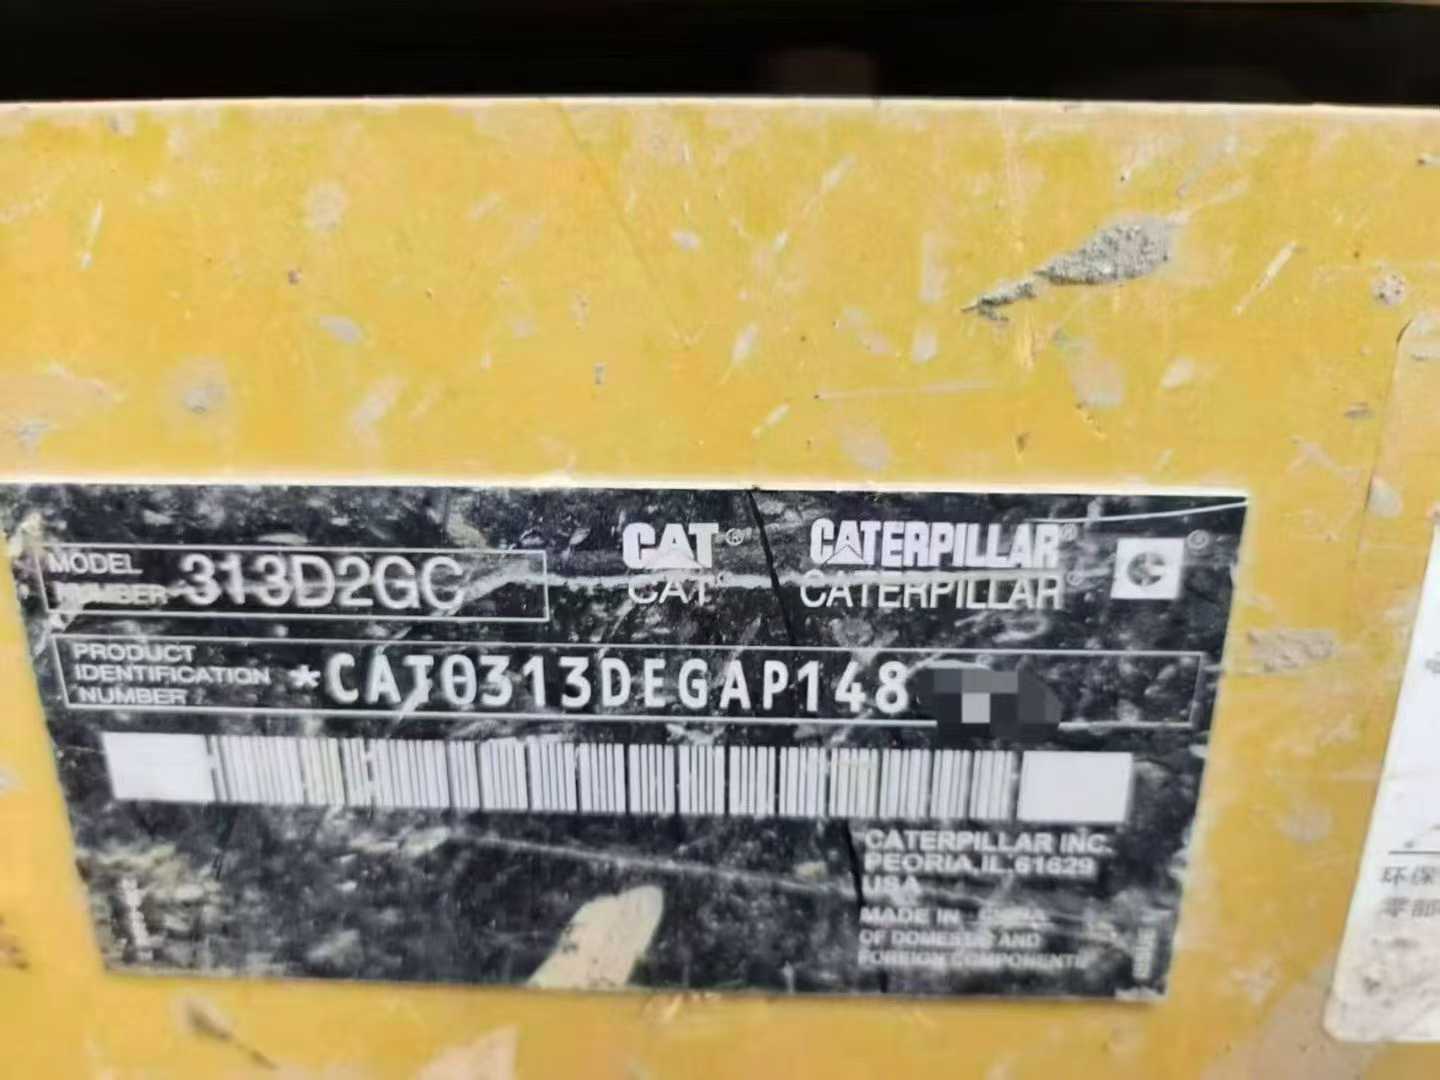 MODEL
NUMBER 313D2GC
CAT® CATERPILLAR®
CAT® CATERPILLAR®
PRODUCT
IDENTIFICATION
NUMBER
*CAT0313DEGAP148
CATERPILLAR INC.
PEORIA, IL. 61629
USA
MADE IN CHINA
OF DOMESTIC AND
FOREIGN COMPONENTS
环保
零部